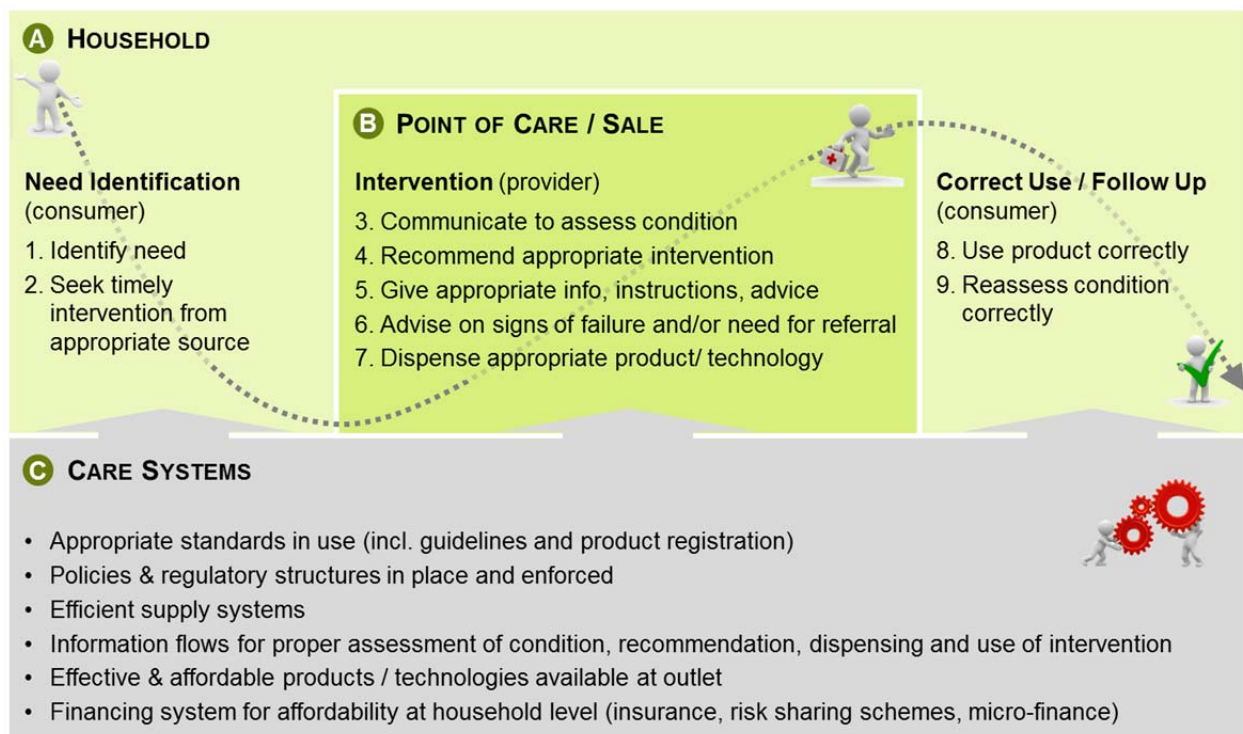 A HOUSEHOLD
Need Identification
(consumer)
1. Identify need
2. Seek timely
intervention from
appropriate source
B POINT OF CARE / SALE
Intervention (provider)
3. Communicate to assess condition
4. Recommend appropriate intervention
5. Give appropriate info, instructions, advice
6. Advise on signs of failure and/or need for referral
7. Dispense appropriate product/ technology
Correct Use / Follow Up
(consumer)
8. Use product correctly
9. Reassess condition
correctly
C CARE SYSTEMS
• Appropriate standards in use (incl. guidelines and product registration)
• Policies & regulatory structures in place and enforced
• Efficient supply systems
• Information flows for proper assessment of condition, recommendation, dispensing and use of intervention
• Effective & affordable products / technologies available at outlet
• Financing system for affordability at household level (insurance, risk sharing schemes, micro-finance)